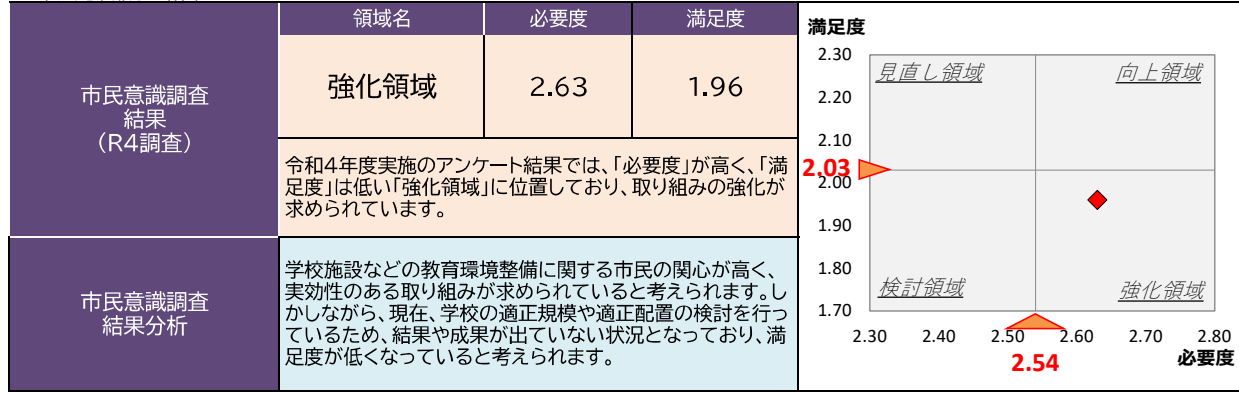 領域名 必要度 満足度
市民意識調査
結果
（R4調査）
強化領域 2.63 1.96
令和4年度実施のアンケート結果では、「必要度」が高く、「満
足度」は低い「強化領域」に位置しており、取り組みの強化が
求められています。
市民意識調査
結果分析
学校施設などの教育環境整備に関する市民の関心が高く、
実効性のある取り組みが求められていると考えられます。し
かしながら、現在、学校の適正規模や適正配置の検討を行っ
ているため、結果や成果が出ていない状況となっており、満
足度が低くなっていると考えられます。
満足度
2.30
2.20
2.10
2.03
2.00
1.90
1.80
1.70
見直し領域 向上領域
検討領域 強化領域
2.30 2.40 2.50 2.60 2.70 2.80
2.54
必要度